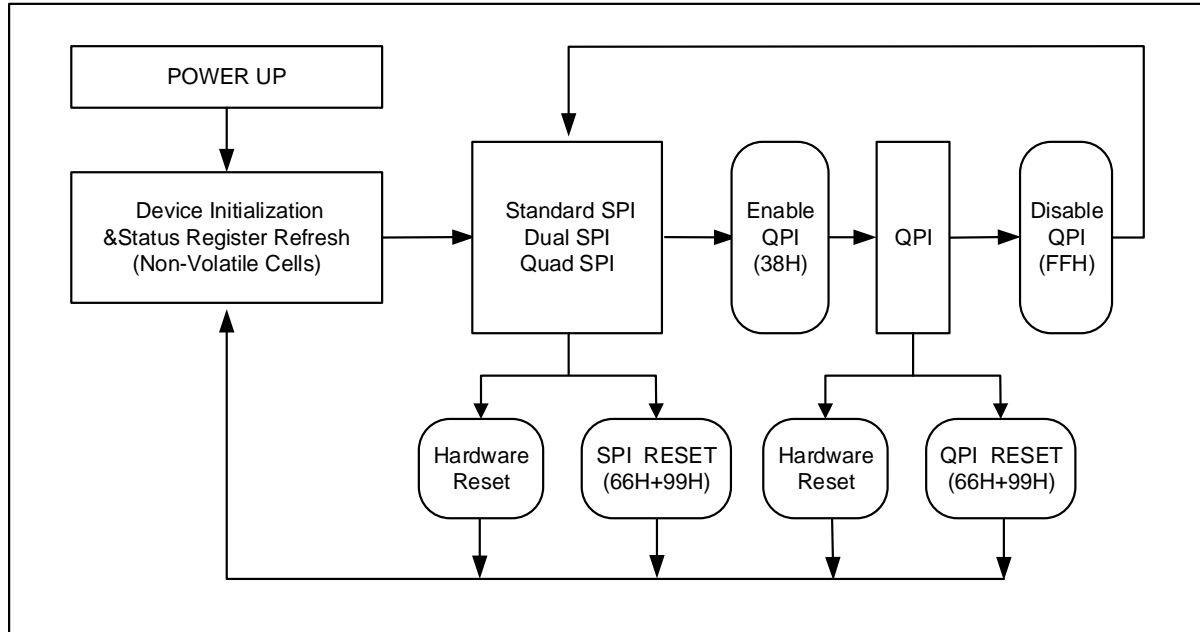 POWER UP
Device Initialization
&Status Register Refresh
(Non-Volatile Cells)
Standard SPI
Dual SPI
Quad SPI
Enable
QPI
(38H)
QPI
Disable
QPI
(FFH)
Hardware
Reset
SPI RESET
(66H+99H)
Hardware
Reset
QPI RESET
(66H+99H)